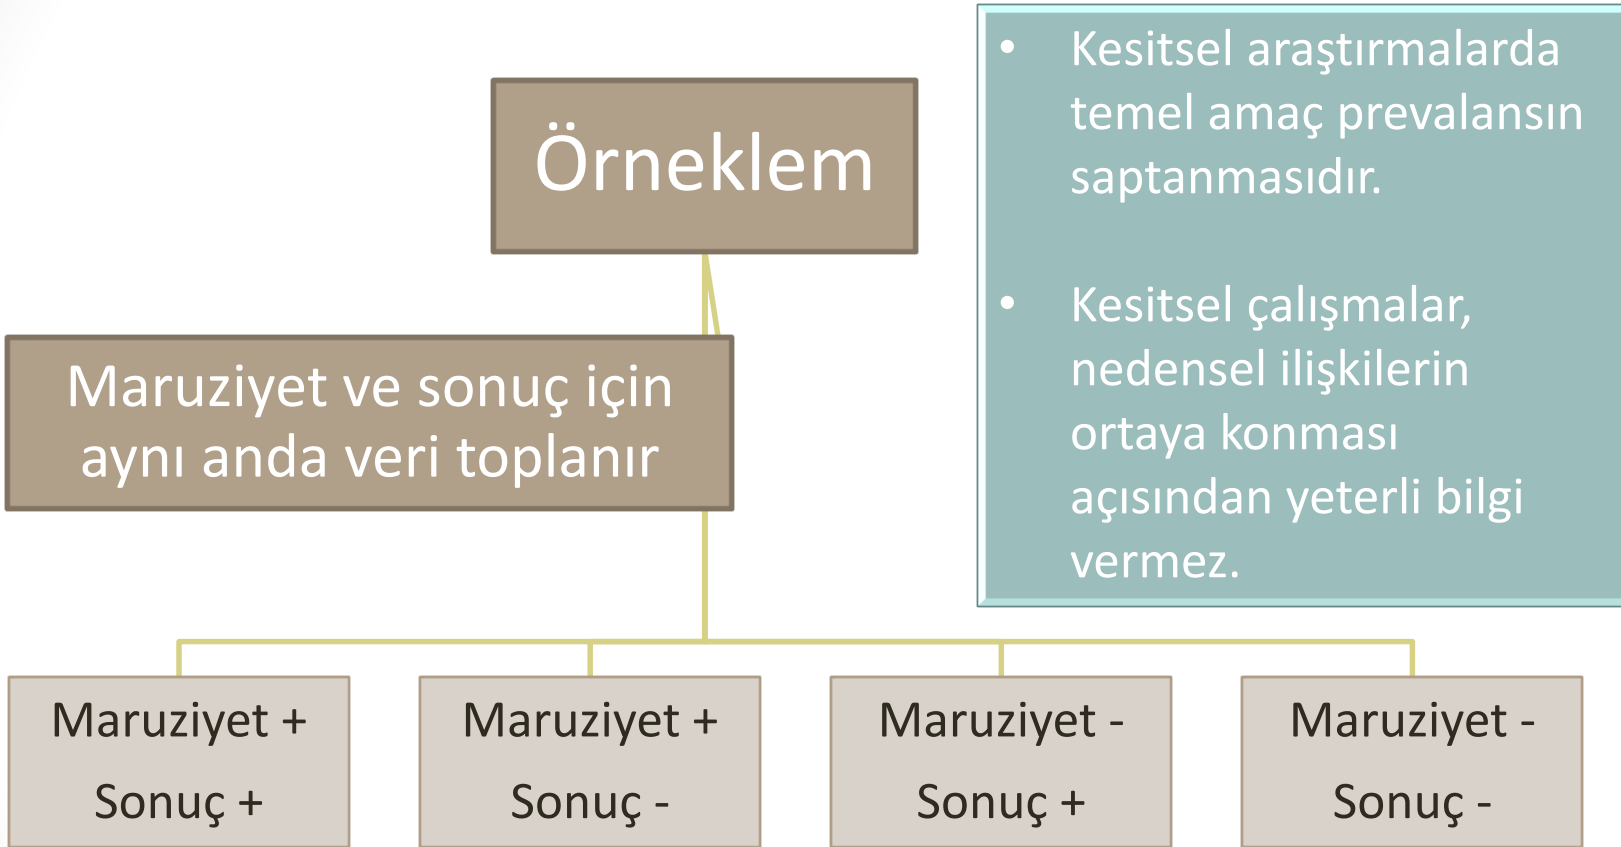 Örneklem
Maruziyet ve sonuç için
aynı anda veri toplanır
Maruziyet +
Sonuç +
Maruziyet +
Sonuç -
Maruziyet -
Sonuç +
Maruziyet -
Sonuç -
• Kesitsel araştırmalarda
temel amaç prevalansın
saptanmasıdır.
• Kesitsel çalışmalar,
nedensel ilişkilerin
ortaya konması
açısından yeterli bilgi
vermez.